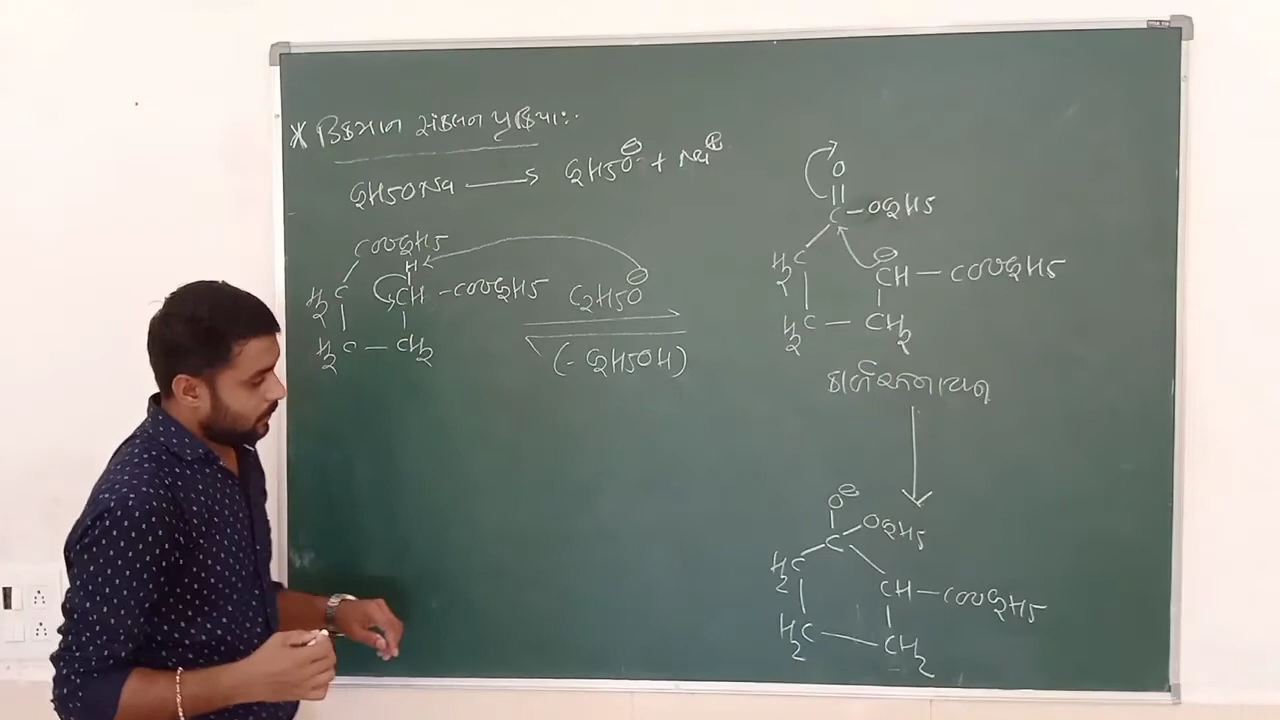 * ડિકમાન સંઘનન પ્રક્રિયા:-
C2H5ONa → C2H5O⊖ + Na⊕
COOC2H5
H
H2C CH - COOC2H5
H2C — CH2
C2H5O⊖
(- C2H5OH)
O
C - OC2H5
H2C ⊖CH — COOC2H5
H2C — CH2
કાર્બએનાયન
O⊖
C OC2H5
H2C CH — COOC2H5
H2C — CH2